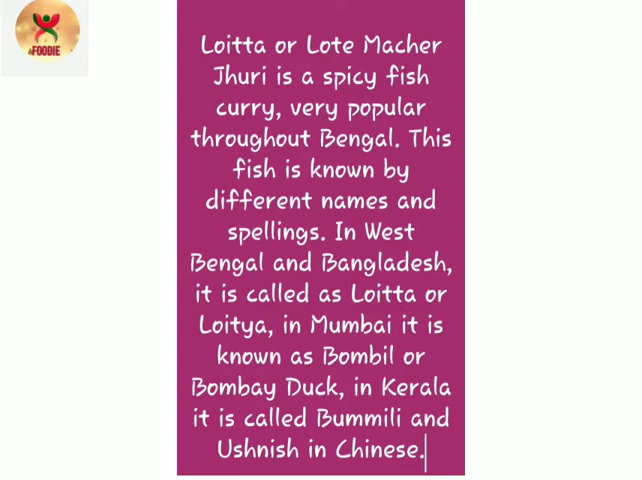 FOODIE
Loitta or Lote Macher
Jhuri is a spicy fish
curry, very popular
throughout Bengal. This
fish is known by
different names and
spellings. In West
Bengal and Bangladesh,
it is called as Loitta or
Loitya, in Mumbai it is
known as Bombil or
Bombay Duck, in Kerala
it is called Bummili and
Ushnish in Chinese.